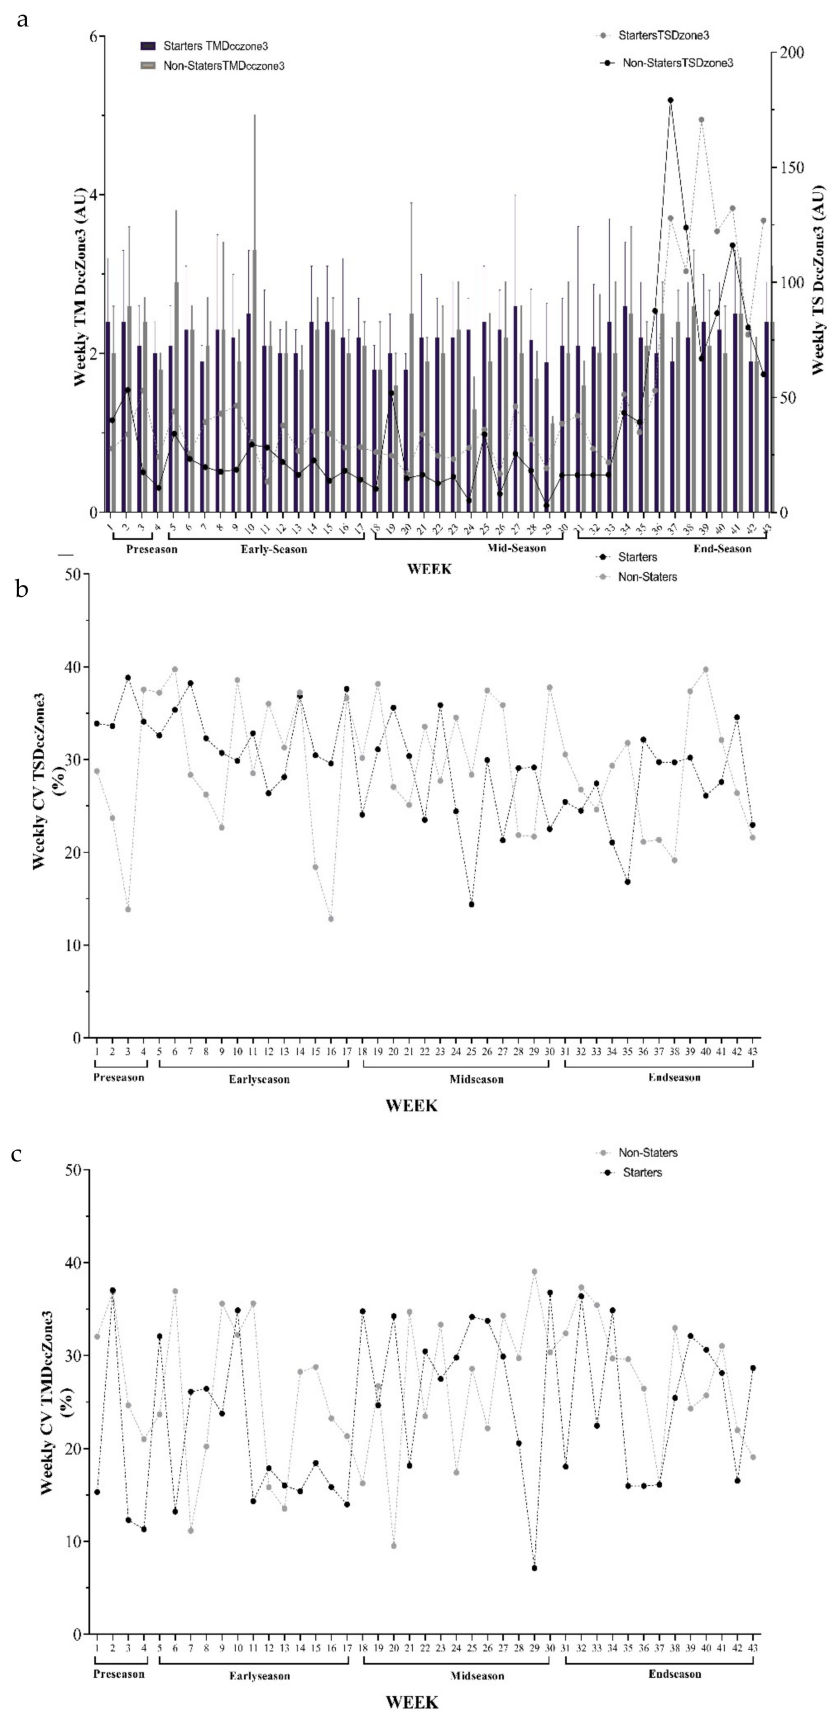 a
Starters TMDcczone3
Non-StatersTMDcczone3
StartersTSDzone3
Non-StatersTSDzone3
Weekly TM DccZone3 (AU)
6
4
2
0
Weekly TS DccZone3 (AU)
200
150
100
50
0
1 2 3 4 5 6 7 8 9 10 11 12 13 14 15 16 17 18 19 20 21 22 23 24 25 26 27 28 29 30 31 32 33 34 35 36 37 38 39 40 41 42 43
Preseason Early-Season Mid-Season End-Season
WEEK
b
Starters
Non-Staters
Weekly CV TSDccZone3
(%)
50
40
30
20
10
0
1 2 3 4 5 6 7 8 9 10 11 12 13 14 15 16 17 18 19 20 21 22 23 24 25 26 27 28 29 30 31 32 33 34 35 36 37 38 39 40 41 42 43
Preseason Earlyseason Midseason Endseason
WEEK
c
Non-Staters
Starters
Weekly CV TMDccZone3
(%)
50
40
30
20
10
0
1 2 3 4 5 6 7 8 9 10 11 12 13 14 15 16 17 18 19 20 21 22 23 24 25 26 27 28 29 30 31 32 33 34 35 36 37 38 39 40 41 42 43
Preseason Earlyseason Midseason Endseason
WEEK